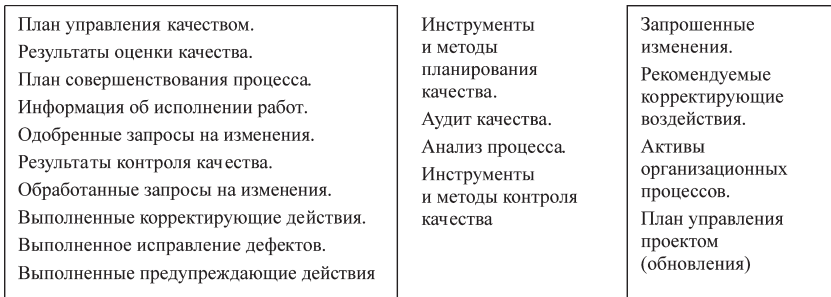 План управления качеством.
Результаты оценки качества.
План совершенствования процесса.
Информация об исполнении работ.
Одобренные запросы на изменения.
Результаты контроля качества.
Обработанные запросы на изменения.
Выполненные корректирующие действия.
Выполненное исправление дефектов.
Выполненные предупреждающие действия
Инструменты
и методы
планирования
качества.
Аудит качества.
Анализ процесса.
Инструменты
и методы контроля
качества
Запрошенные
изменения.
Рекомендуемые
корректирующие
воздействия.
Активы
организационных
процессов.
План управления
проектом
(обновления)